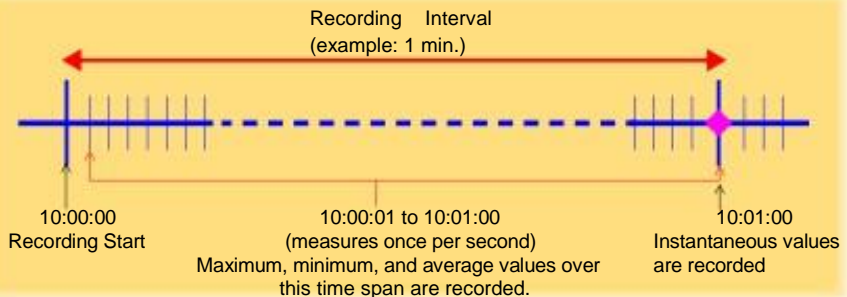 Recording Interval
(example: 1 min.)
10:00:00
Recording Start
10:00:01 to 10:01:00
(measures once per second)
Maximum, minimum, and average values over
this time span are recorded.
10:01:00
Instantaneous values
are recorded